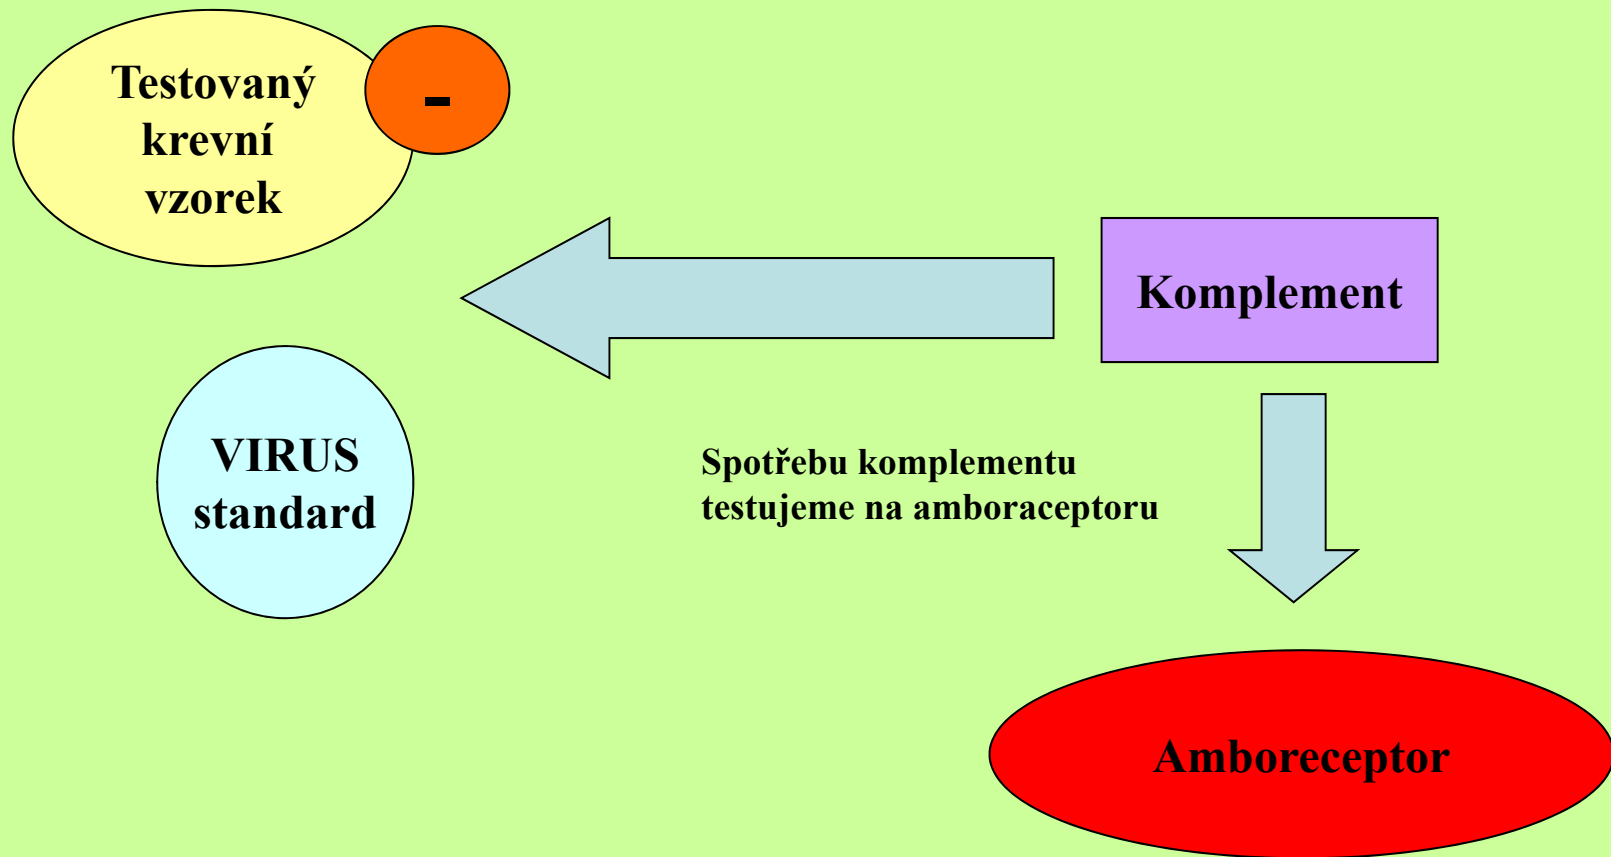 Testovaný
krevní
vzorek
-
Komplement
VIRUS
standard
Spotřebu komplementu
testujeme na amboraceptoru
Amboreceptor